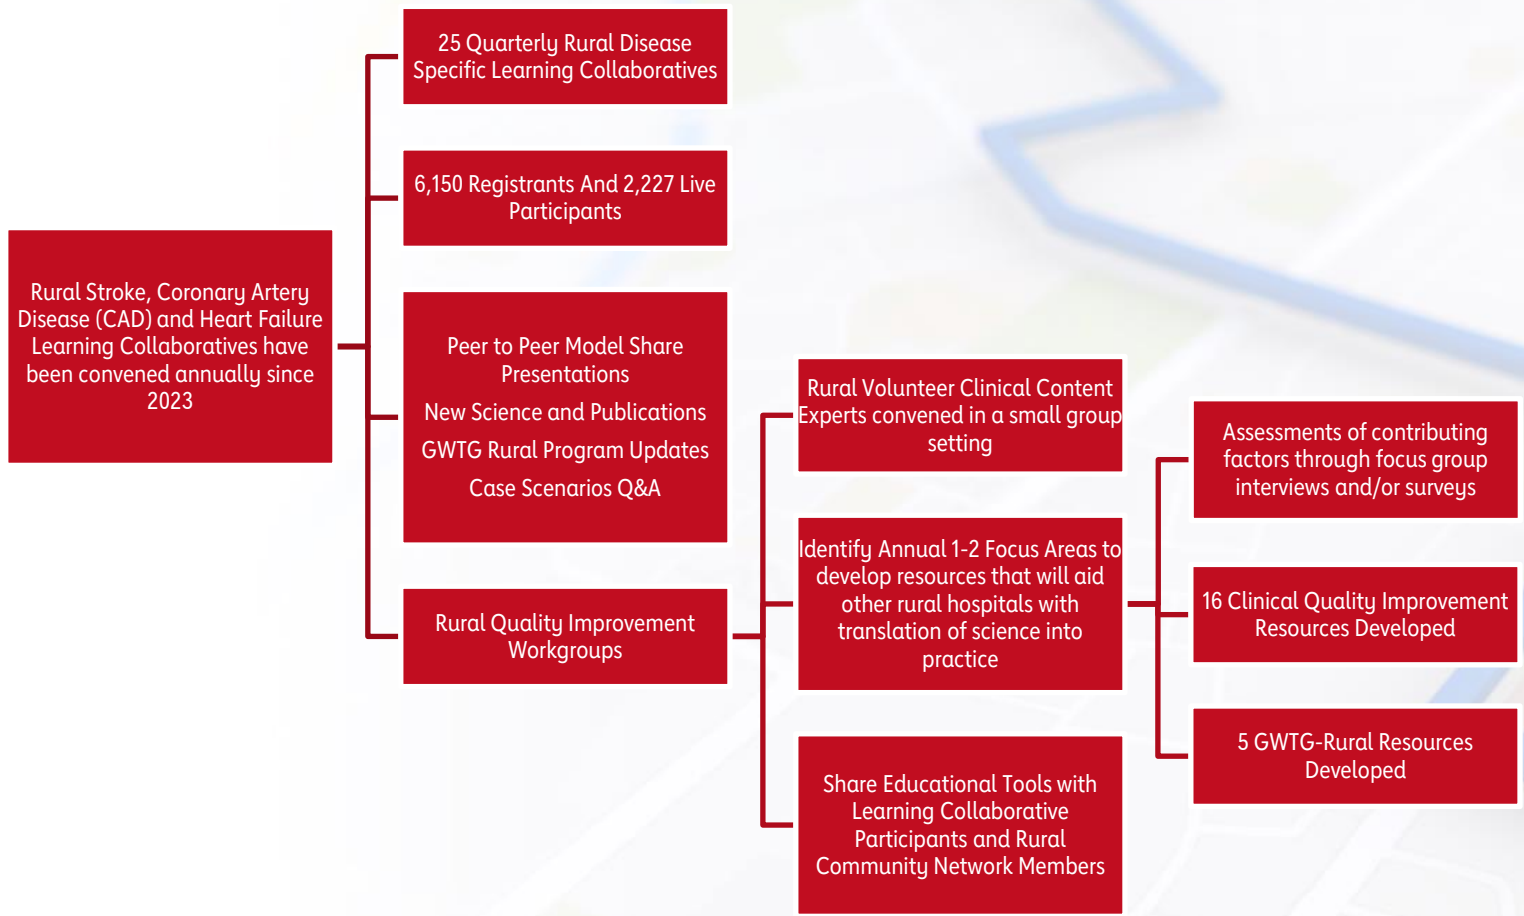 25 Quarterly Rural Disease
Specific Learning Collaboratives
6,150 Registrants And 2,227 Live
Participants
Rural Stroke, Coronary Artery
Disease (CAD) and Heart Failure
Learning Collaboratives have
been convened annually since
2023
Peer to Peer Model Share
Presentations
New Science and Publications
GWTG Rural Program Updates
Case Scenarios Q&A
Rural Quality Improvement
Workgroups
Rural Volunteer Clinical Content
Experts convened in a small group
setting
Identify Annual 1-2 Focus Areas to
develop resources that will aid
other rural hospitals with
translation of science into
practice
Share Educational Tools with
Learning Collaborative
Participants and Rural
Community Network Members
Assessments of contributing
factors through focus group
interviews and/or surveys
16 Clinical Quality Improvement
Resources Developed
5 GWTG-Rural Resources
Developed